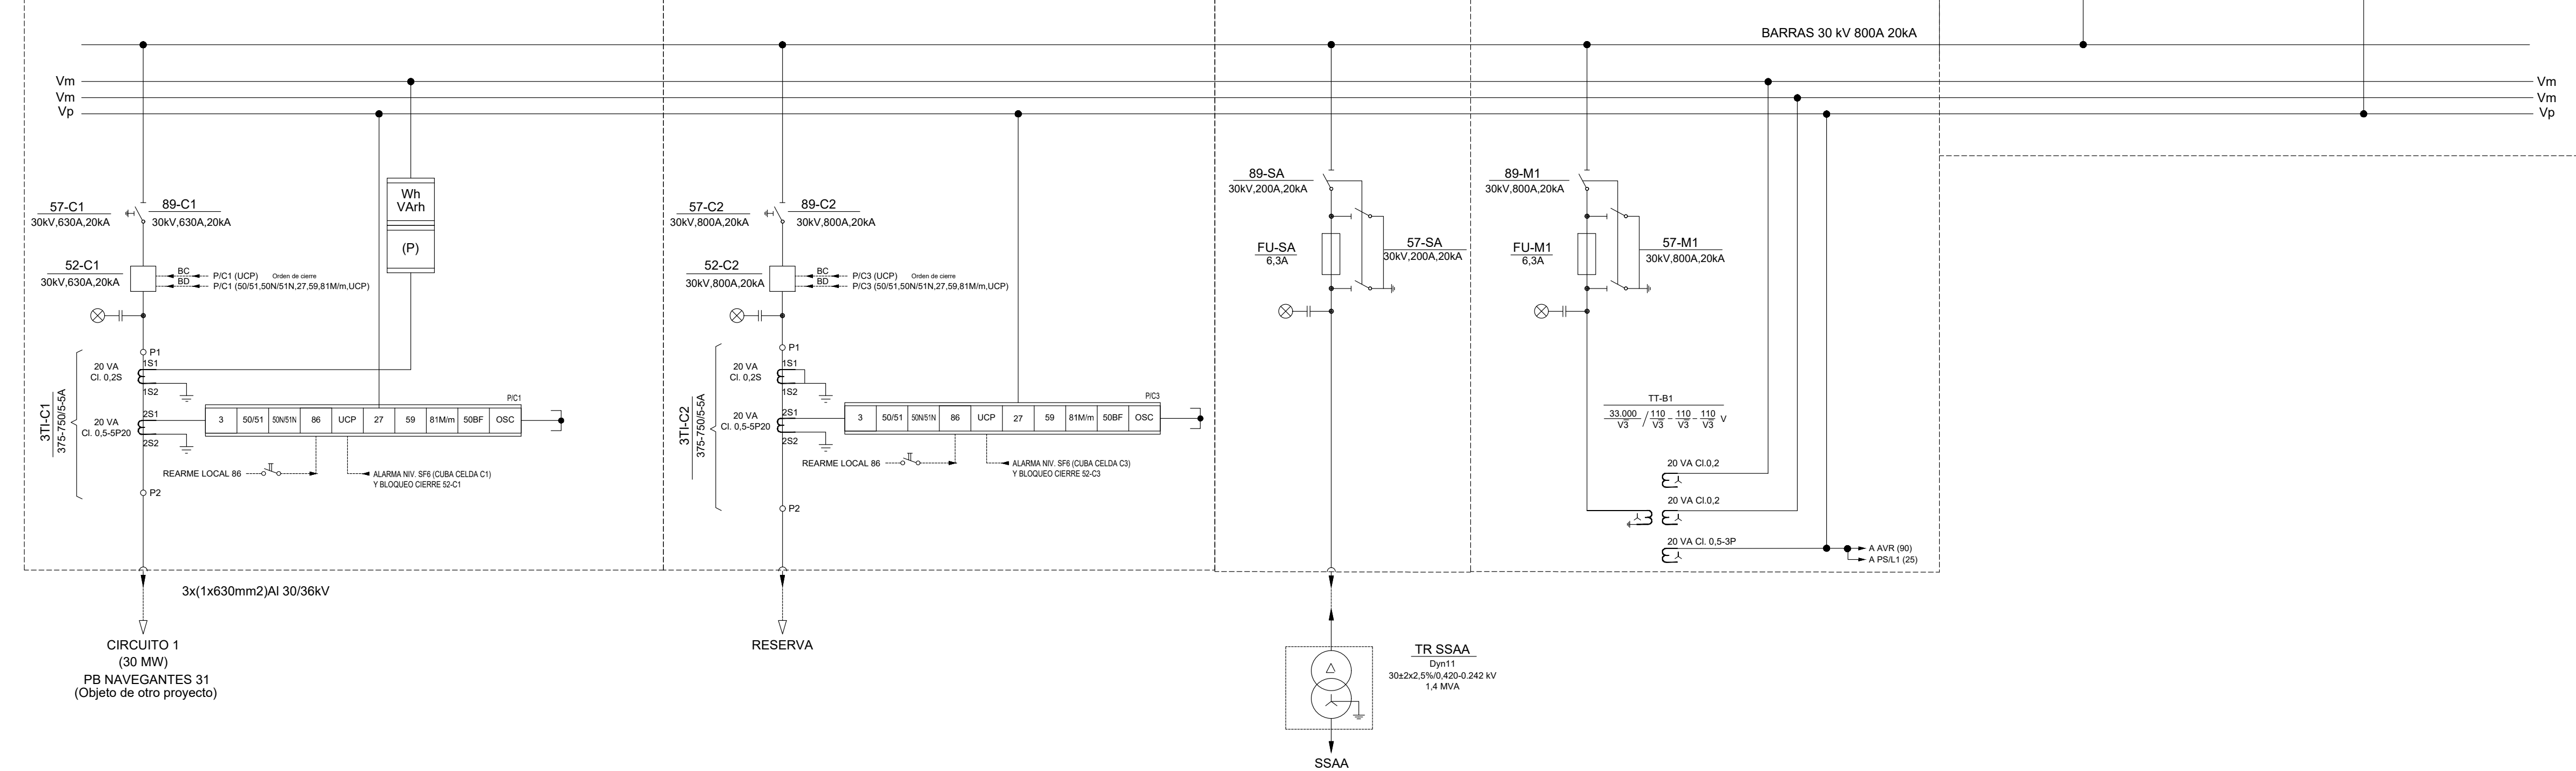 BARRAS 30 kV 800A 20kA
Vm
Vm
Vp
Vm
Vm
Vp
57-C1
30kV,630A,20kA
89-C1
30kV,630A,20kA
Wh
VArh
(P)
52-C1
30kV,630A,20kA
BC
P/C1 (UCP)
Orden de cierre
BD
P/C1 (50/51,50N/51N,27,59,81M/m,UCP)
3TI-C1
375-750/5-5A
P1
20 VA
Cl. 0,2S
1S1
1S2
20 VA
Cl. 0,5-5P20
2S1
2S2
P/C1
3
50/51
50N/51N
86
UCP
27
59
81M/m
50BF
OSC
REARME LOCAL 86
ALARMA NIV. SF6 (CUBA CELDA C1)
Y BLOQUEO CIERRE 52-C1
P2
3x(1x630mm2)Al 30/36kV
CIRCUITO 1
(30 MW)
PB NAVEGANTES 31
(Objeto de otro proyecto)
57-C2
30kV,800A,20kA
89-C2
30kV,800A,20kA
52-C2
30kV,800A,20kA
BC
P/C3 (UCP)
Orden de cierre
BD
P/C3 (50/51,50N/51N,27,59,81M/m,UCP)
3TI-C2
375-750/5-5A
P1
20 VA
Cl. 0,2S
1S1
1S2
20 VA
Cl. 0,5-5P20
2S1
2S2
P/C3
3
50/51
50N/51N
86
UCP
27
59
81M/m
50BF
OSC
REARME LOCAL 86
ALARMA NIV. SF6 (CUBA CELDA C3)
Y BLOQUEO CIERRE 52-C3
P2
RESERVA
89-SA
30kV,200A,20kA
FU-SA
6,3A
57-SA
30kV,200A,20kA
TR SSAA
Dyn11
30±2x2,5%/0,420-0.242 kV
1,4 MVA
SSAA
89-M1
30kV,800A,20kA
FU-M1
6,3A
57-M1
30kV,800A,20kA
TT-B1
33.000/V3 / 110/V3 - 110/V3 - 110/V3 V
20 VA Cl.0,2
20 VA Cl.0,2
20 VA Cl. 0,5-3P
A AVR (90)
A PS/L1 (25)